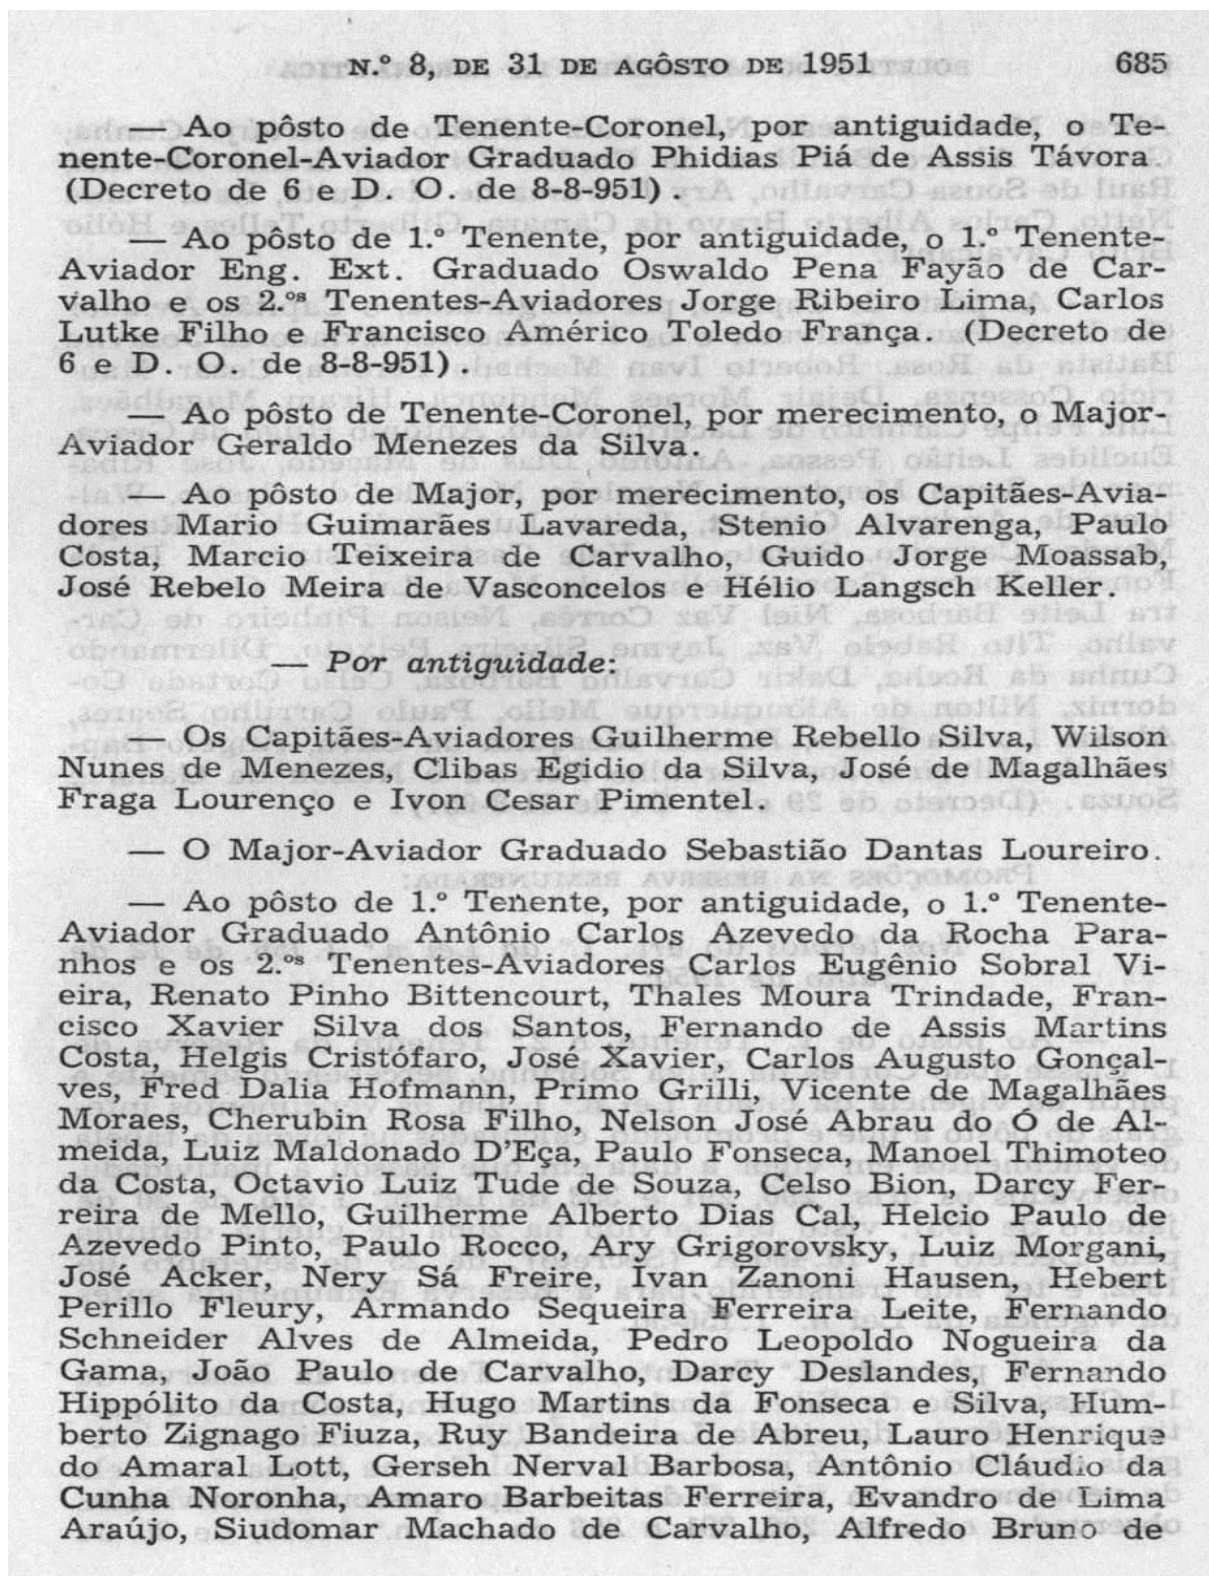 N.º 8, DE 31 DE AGÔSTO DE 1951 685
— Ao pôsto de Tenente-Coronel, por antiguidade, o Te-
nente-Coronel-Aviador Graduado Phidias Piá de Assis Távora.
(Decreto de 6 e D. O. de 8-8-951).
— Ao pôsto de 1.º Tenente, por antiguidade, o 1.º Tenente-
Aviador Eng. Ext. Graduado Oswaldo Pena Fayão de Car-
valho e os 2.ºs Tenentes-Aviadores Jorge Ribeiro Lima, Carlos
Lutke Filho e Francisco Américo Toledo França. (Decreto de
6 e D. O. de 8-8-951).
— Ao pôsto de Tenente-Coronel, por merecimento, o Major-
Aviador Geraldo Menezes da Silva.
— Ao pôsto de Major, por merecimento, os Capitães-Avia-
dores Mario Guimarães Lavareda, Stenio Alvarenga, Paulo
Costa, Marcio Teixeira de Carvalho, Guido Jorge Moassab,
José Rebelo Meira de Vasconcelos e Hélio Langsch Keller.
— Por antiguidade:
— Os Capitães-Aviadores Guilherme Rebello Silva, Wilson
Nunes de Menezes, Clibas Egidio da Silva, José de Magalhães
Fraga Lourenço e Ivon Cesar Pimentel.
— O Major-Aviador Graduado Sebastião Dantas Loureiro.
— Ao pôsto de 1.º Tenente, por antiguidade, o 1.º Tenente-
Aviador Graduado Antônio Carlos Azevedo da Rocha Para-
nhos e os 2.ºs Tenentes-Aviadores Carlos Eugênio Sobral Vi-
eira, Renato Pinho Bittencourt, Thales Moura Trindade, Fran-
cisco Xavier Silva dos Santos, Fernando de Assis Martins
Costa, Helgis Cristófaro, José Xavier, Carlos Augusto Gonçal-
ves, Fred Dalia Hofmann, Primo Grilli, Vicente de Magalhães
Moraes, Cherubin Rosa Filho, Nelson José Abrau do Ó de Al-
meida, Luiz Maldonado D'Eça, Paulo Fonseca, Manoel Thimoteo
da Costa, Octavio Luiz Tude de Souza, Celso Bion, Darcy Fer-
reira de Mello, Guilherme Alberto Dias Cal, Helcio Paulo de
Azevedo Pinto, Paulo Rocco, Ary Grigorovsky, Luiz Morgani,
José Acker, Nery Sá Freire, Ivan Zanoni Hausen, Hebert
Perillo Fleury, Armando Sequeira Ferreira Leite, Fernando
Schneider Alves de Almeida, Pedro Leopoldo Nogueira da
Gama, João Paulo de Carvalho, Darcy Deslandes, Fernando
Hippólito da Costa, Hugo Martins da Fonseca e Silva, Hum-
berto Zignago Fiuza, Ruy Bandeira de Abreu, Lauro Henrique
do Amaral Lott, Gerseh Nerval Barbosa, Antônio Cláudio da
Cunha Noronha, Amaro Barbeitas Ferreira, Evandro de Lima
Araújo, Siudomar Machado de Carvalho, Alfredo Bruno de